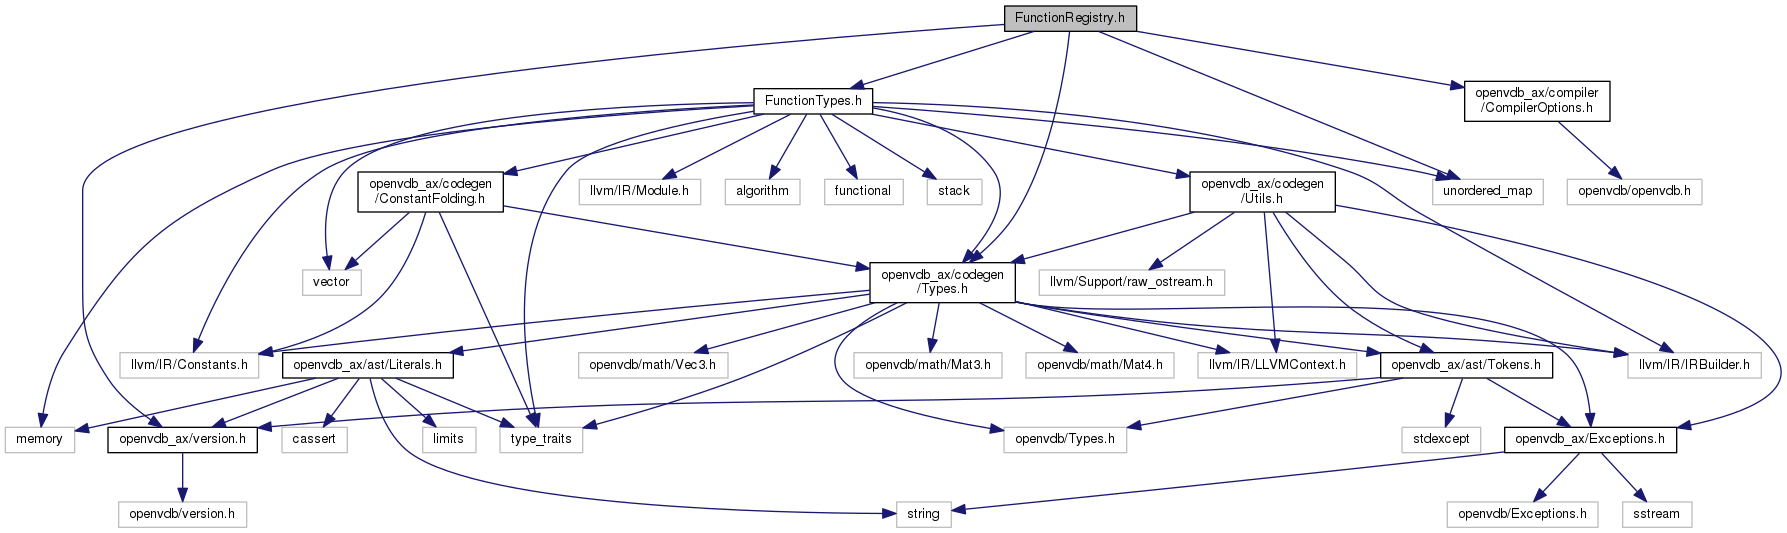 FunctionRegistry.h
FunctionTypes.h
openvdb_ax/compiler
/CompilerOptions.h
openvdb_ax/codegen
/ConstantFolding.h
llvm/IR/Module.h
algorithm
functional
stack
openvdb_ax/codegen
/Utils.h
unordered_map
openvdb/openvdb.h
vector
openvdb_ax/codegen
/Types.h
llvm/Support/raw_ostream.h
llvm/IR/Constants.h
openvdb_ax/ast/Literals.h
openvdb/math/Vec3.h
openvdb/math/Mat3.h
openvdb/math/Mat4.h
llvm/IR/LLVMContext.h
openvdb_ax/ast/Tokens.h
llvm/IR/IRBuilder.h
memory
openvdb_ax/version.h
cassert
limits
type_traits
openvdb/Types.h
stdexcept
openvdb_ax/Exceptions.h
openvdb/version.h
string
openvdb/Exceptions.h
sstream